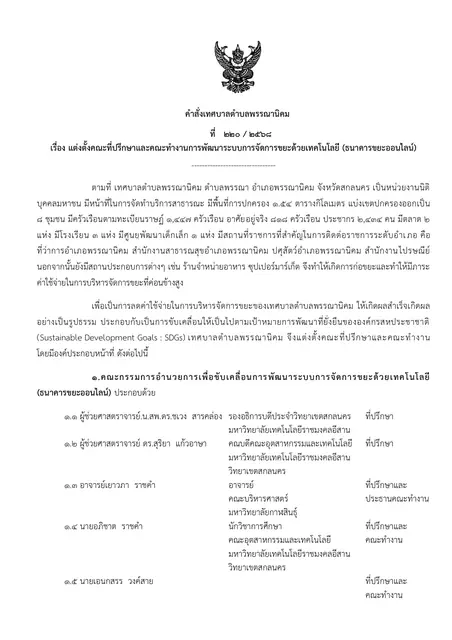 คำสั่งเทศบาลตำบลพรรณานิคม
ที่ ๒๒๐ / ๒๕๖๘
เรื่อง แต่งตั้งคณะที่ปรึกษาและคณะทำงานการพัฒนาระบบการจัดการขยะด้วยเทคโนโลยี (ธนาคารขยะออนไลน์)
--------------------------------
ตามที่ เทศบาลตำบลพรรณานิคม ตำบลพรรณา อำเภอพรรณานิคม จังหวัดสกลนคร เป็นหน่วยงานนิติ
บุคคลมหาชน มีหน้าที่ในการจัดทำบริการสาธารณะ มีพื้นที่การปกครอง ๑.๕๔ ตารางกิโลเมตร แบ่งเขตปกครองออกเป็น
๘ ชุมชน มีครัวเรือนตามทะเบียนราษฎร์ ๑,๔๔๗ ครัวเรือน อาศัยอยู่จริง ๘๑๘ ครัวเรือน ประชากร ๒,๔๓๔ คน มีตลาด ๒
แห่ง มีโรงเรียน ๓ แห่ง มีศูนย์พัฒนาเด็กเล็ก ๑ แห่ง มีสถานที่ราชการที่สำคัญในการติดต่อราชการระดับอำเภอ คือ
ที่ว่าการอำเภอพรรณานิคม สำนักงานสาธารณสุขอำเภอพรรณานิคม ปศุสัตว์อำเภอพรรณานิคม สำนักงานไปรษณีย์
นอกจากนั้นยังมีสถานประกอบการต่างๆ เช่น ร้านจำหน่ายอาหาร ซุปเปอร์มาร์เก็ต จึงทำให้เกิดการก่อขยะและทำให้มีภาระ
ค่าใช้จ่ายในการบริหารจัดการขยะที่ค่อนข้างสูง
เพื่อเป็นการลดค่าใช้จ่ายในการบริหารจัดการขยะของเทศบาลตำบลพรรณานิคม ให้เกิดผลสำเร็จเกิดผล
อย่างเป็นรูปธรรม ประกอบกับเป็นการขับเคลื่อนให้เป็นไปตามเป้าหมายการพัฒนาที่ยั่งยืนขององค์กรสหประชาชาติ
(Sustainable Development Goals : SDGs) เทศบาลตำบลพรรณานิคม จึงแต่งตั้งคณะที่ปรึกษาและคณะทำงาน
โดยมีองค์ประกอบหน้าที่ ดังต่อไปนี้
๑.คณะกรรมการอำนวยการเพื่อขับเคลื่อนการพัฒนาระบบการจัดการขยะด้วยเทคโนโลยี
(ธนาคารขยะออนไลน์) ประกอบด้วย
๑.๑ ผู้ช่วยศาสตราจารย์.น.สพ.ดร.ชเวง สารคล่อง รองอธิการบดีประจำวิทยาเขตสกลนคร ที่ปรึกษา
มหาวิทยาลัยเทคโนโลยีราชมงคลอีสาน
๑.๒ ผู้ช่วยศาสตราจารย์ ดร.สุริยา แก้วอาษา คณบดีคณะอุตสาหกรรมและเทคโนโลยี ที่ปรึกษา
มหาวิทยาลัยเทคโนโลยีราชมงคลอีสาน
วิทยาเขตสกลนคร
๑.๓ อาจารย์เยาวภา ราชคำ อาจารย์ ที่ปรึกษาและ
คณะบริหารศาสตร์ ประธานคณะทำงาน
มหาวิทยาลัยกาฬสินธุ์
๑.๔ นายอภิชาต ราชคำ นักวิชาการศึกษา ที่ปรึกษาและ
คณะอุตสาหกรรมและเทคโนโลยี คณะทำงาน
มหาวิทยาลัยเทคโนโลยีราชมงคลอีสาน
วิทยาเขตสกลนคร
๑.๕ นายเอนกสรร วงค์สาย ที่ปรึกษาและ
คณะทำงาน